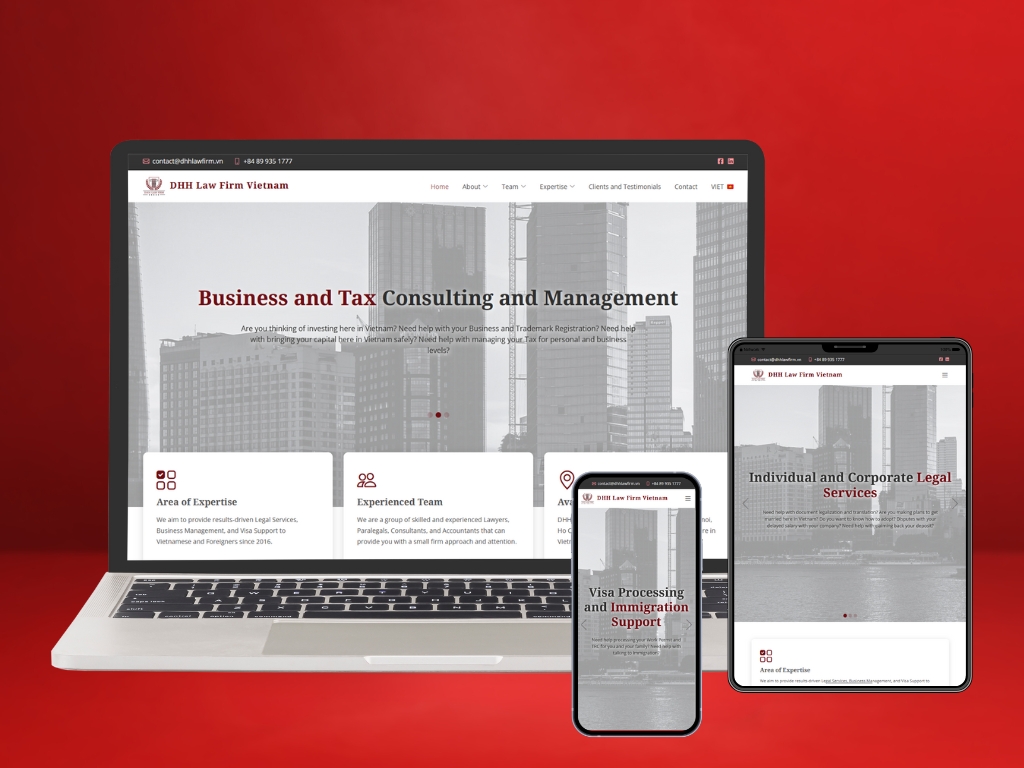 contact@dhhlawfirm.vn +84 89 935 1777
DHH Law Firm Vietnam
Home About Team Expertise Clients and Testimonials Contact VIET
Business and Tax Consulting and Management
Are you thinking of investing here in Vietnam? Need help with your Business and Trademark Registration? Need help
with bringing your capital here in Vietnam safely? Need help with managing your Tax for personal and business
levels?
Area of Expertise
We aim to provide results-driven Legal Services,
Business Management, and Visa Support to
Vietnamese and Foreigners since 2016.
Experienced Team
We are a group of skilled and experienced Lawyers,
Paralegals, Consultants, and Accountants that can
provide you with a small firm approach and attention.
contact@dhhlawfirm.vn +84 89 935 1777
DHH Law Firm Vietnam
Visa Processing
and Immigration
Support
Need help processing your Work Permit and
for you and your family? Need help with
talking to Immigration?
contact@dhhlawfirm.vn +84 89 935 1777
DHH Law Firm Vietnam
Individual and Corporate Legal
Services
Need help with document legalization and translation? Are you making plans to get
married here in Vietnam? Do you want to know how to adopt? Disputes with your
delayed salary with your company? Need help with gaining back your deposit?
Area of Expertise
We aim to provide results-driven Legal Services, Business Management, and Visa Support to